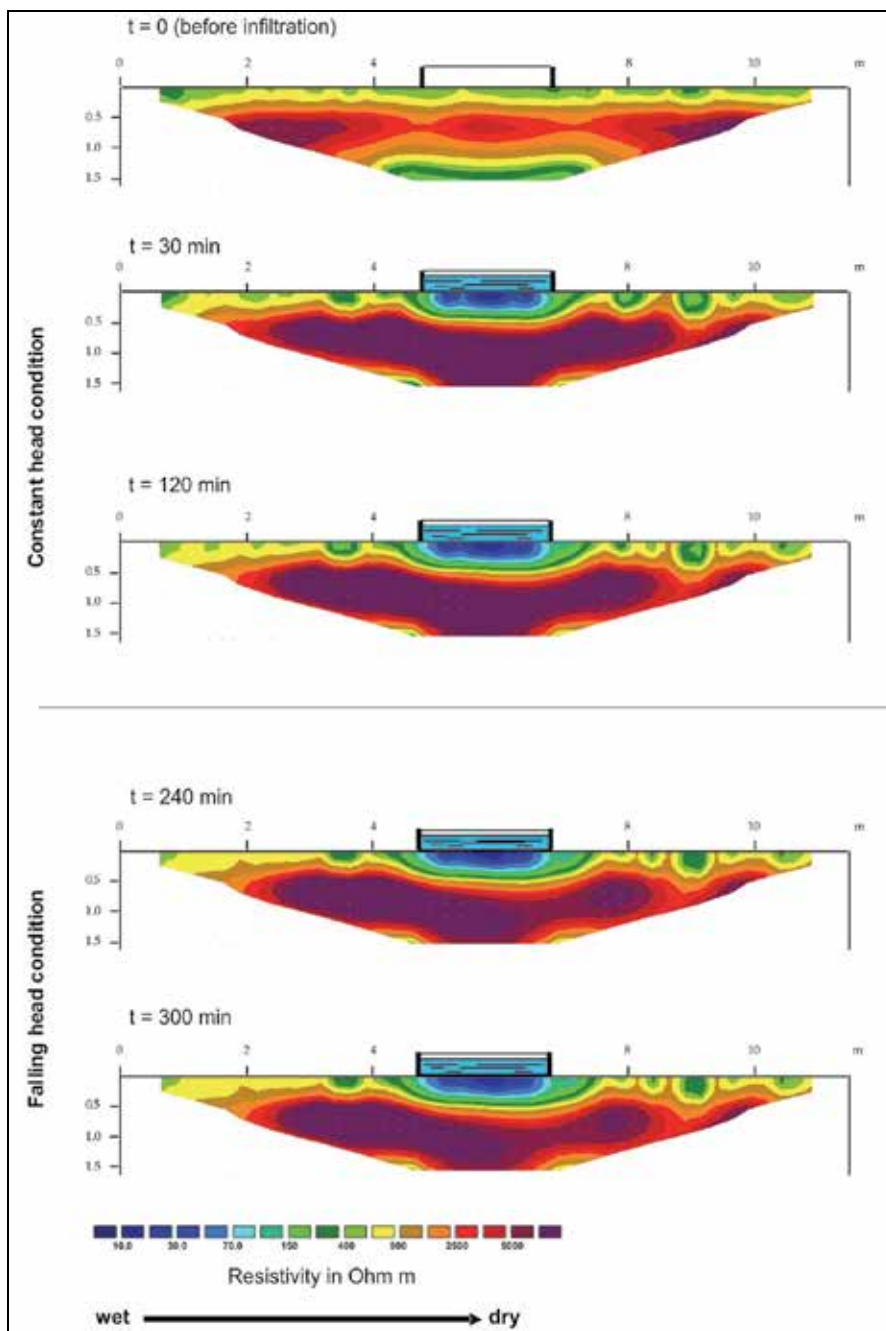 t = 0 (before infiltration)
0 2 4 8 10 m
0.5
1.0
1.5
t = 30 min
0 2 4 8 10 m
0.5
1.0
1.5
Constant head condition
t = 120 min
0 2 4 8 10 m
0.5
1.0
1.5
t = 240 min
0 2 4 8 10 m
0.5
1.0
1.5
Falling head condition
t = 300 min
0 2 4 8 10 m
0.5
1.0
1.5
10.0 30.0 70.0 150 400 900 2500 5000
Resistivity in Ohm m
wet dry